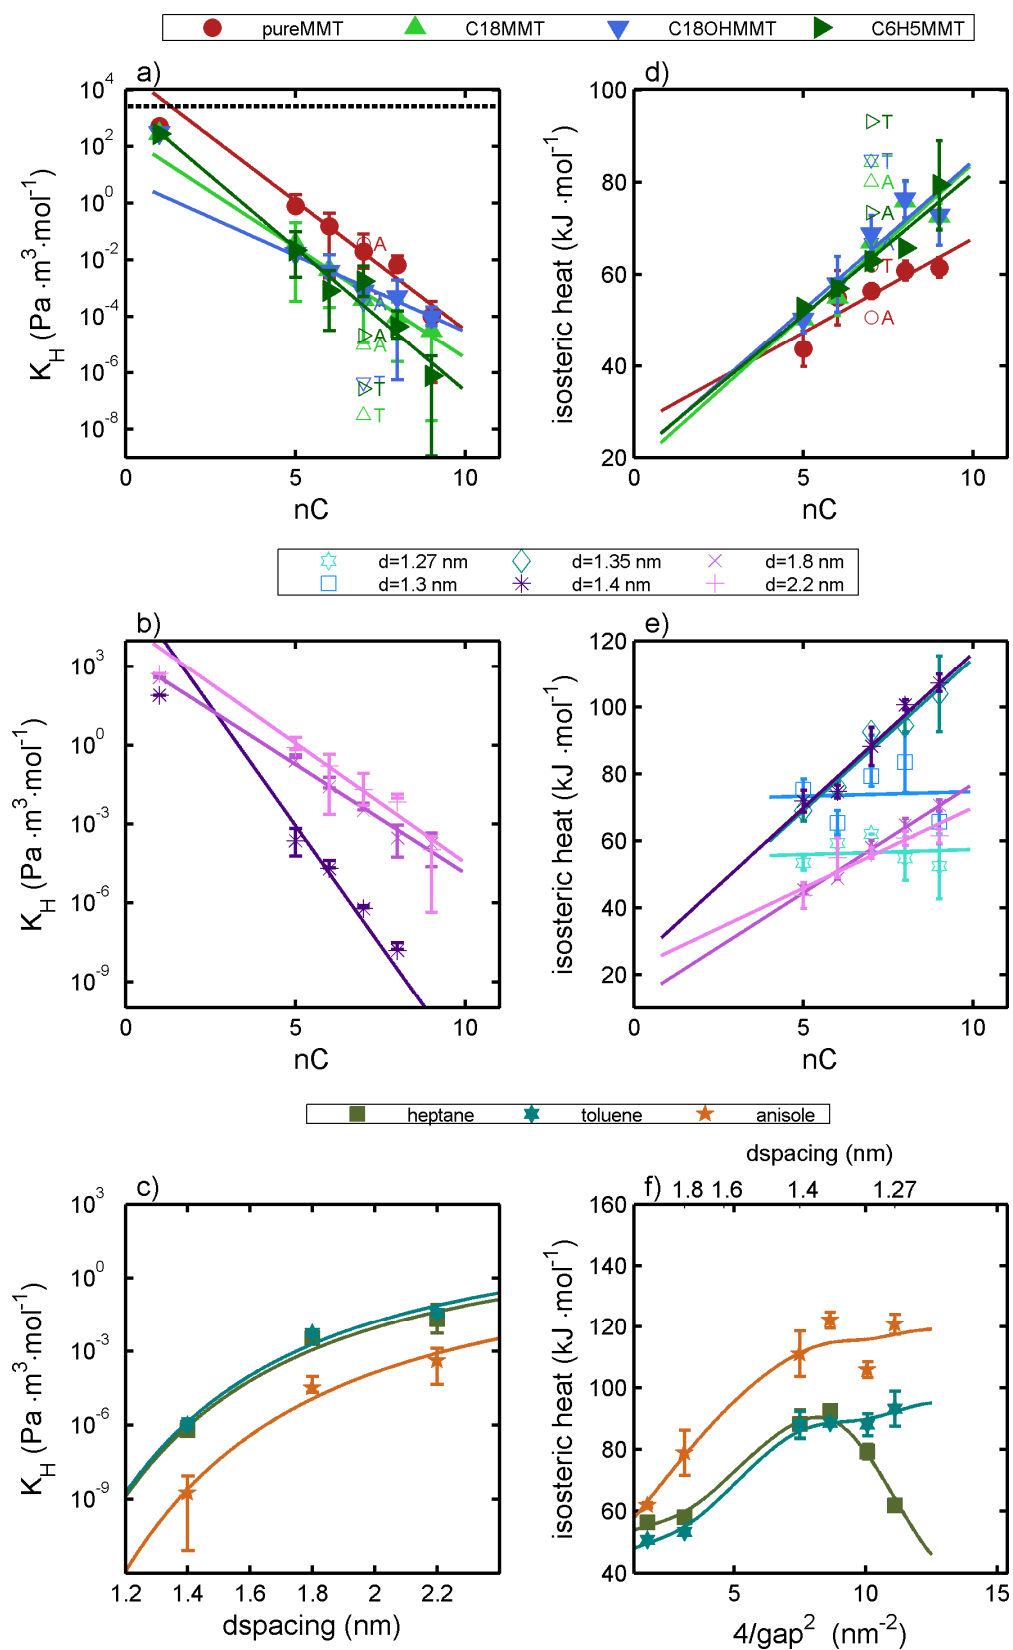 pureMMT C18MMT C18OHMMT C6H5MMT
a)
10^4
10^2
10^0
10^-2
10^-4
10^-6
10^-8
K_H (Pa·m^3·mol^-1)
A
A
A
A
T
T
T
0 5 10
nC
d)
100
80
60
40
20
isosteric heat (kJ·mol^-1)
T
T
A
A
A
T
A
0 5 10
nC
d=1.27 nm d=1.35 nm d=1.8 nm
d=1.3 nm d=1.4 nm d=2.2 nm
b)
10^3
10^0
10^-3
10^-6
10^-9
K_H (Pa·m^3·mol^-1)
0 5 10
nC
e)
120
100
80
60
40
20
isosteric heat (kJ·mol^-1)
0 5 10
nC
heptane toluene anisole
c)
10^3
10^0
10^-3
10^-6
10^-9
K_H (Pa·m^3·mol^-1)
1.2 1.4 1.6 1.8 2 2.2
dspacing (nm)
dspacing (nm)
f) 1.8 1.6 1.4 1.27
160
140
120
100
80
60
40
isosteric heat (kJ·mol^-1)
5 10 15
4/gap^2 (nm^-2)